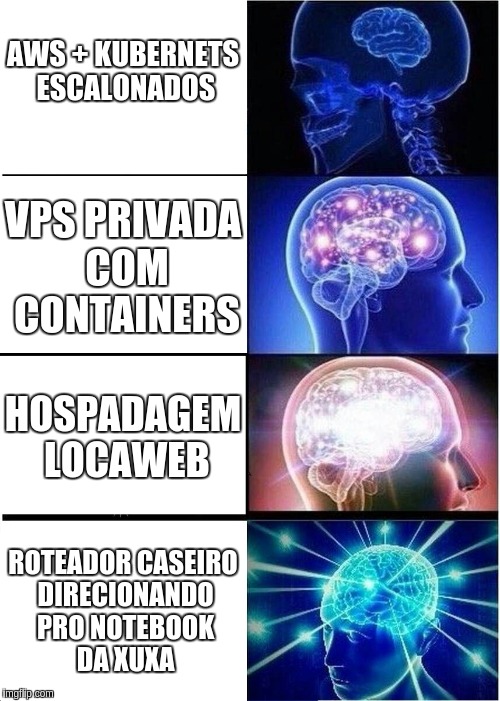 AWS + KUBERNETS
ESCALONADOS
VPS PRIVADA
COM
CONTAINERS
HOSPADAGEM
LOCAWEB
ROTEADOR CASEIRO
DIRECIONANDO
PRO NOTEBOOK
DA XUXA
imgflip.com